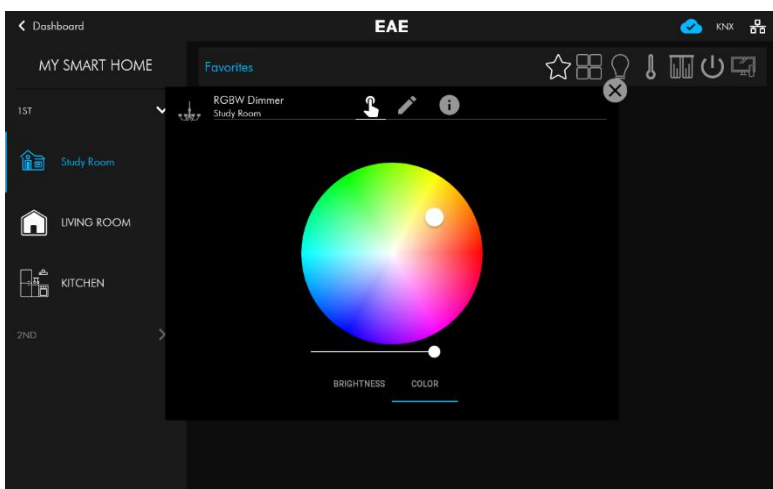 Dashboard
EAE
KNX
MY SMART HOME
Favorites
RGBW Dimmer
Study Room
1ST
Study Room
LIVING ROOM
KITCHEN
2ND
BRIGHTNESS
COLOR